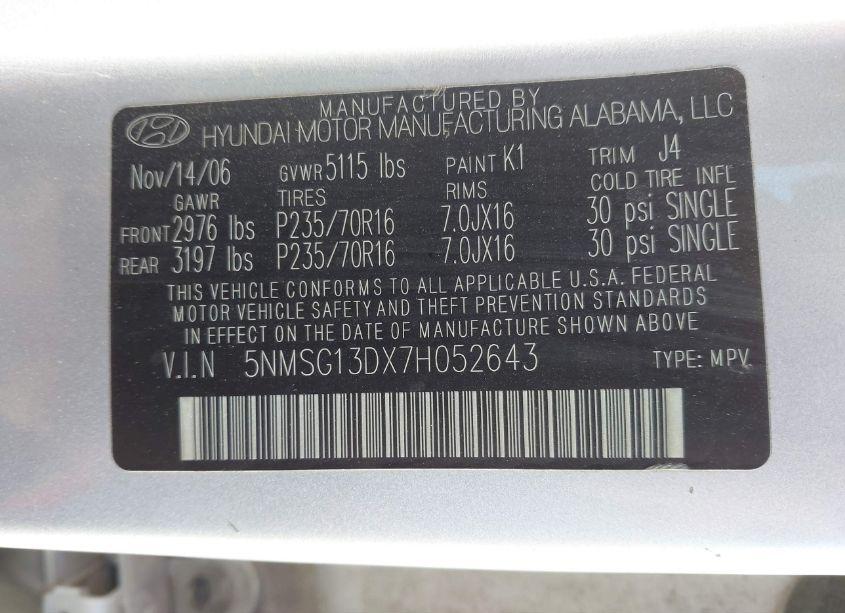 MANUFACTURED BY
HYUNDAI MOTOR MANUFACTURING ALABAMA, LLC
Nov/14/06 GVWR 5115 lbs PAINT K1 TRIM J4
GAWR TIRES RIMS COLD TIRE INFL
FRONT 2976 lbs P235/70R16 7.0JX16 30 psi SINGLE
REAR 3197 lbs P235/70R16 7.0JX16 30 psi SINGLE
THIS VEHICLE CONFORMS TO ALL APPLICABLE U.S.A. FEDERAL
MOTOR VEHICLE SAFETY AND THEFT PREVENTION STANDARDS
IN EFFECT ON THE DATE OF MANUFACTURE SHOWN ABOVE
V.I.N 5NMSG13DX7H052643 TYPE: MPV